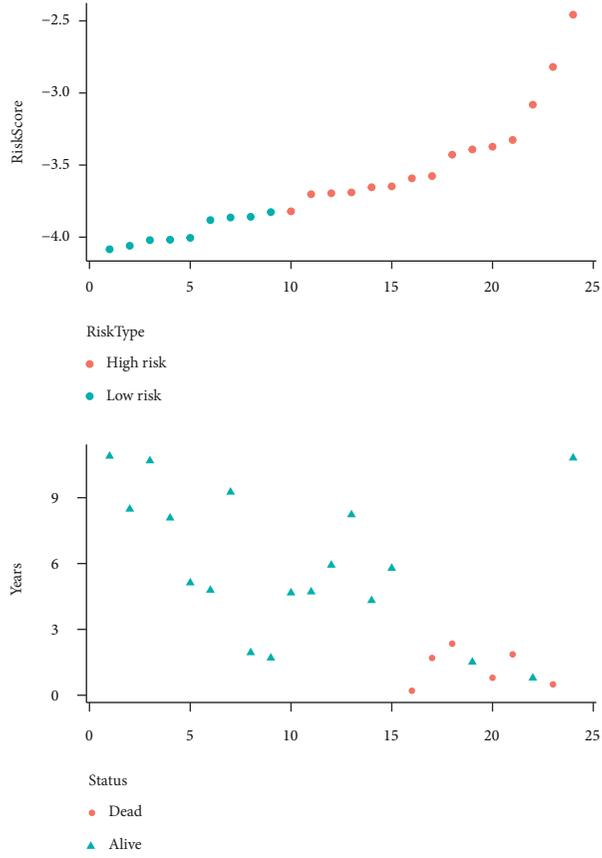 −2.5
−3.0
−3.5
−4.0
RiskScore
0 5 10 15 20 25
RiskType
High risk
Low risk
9
6
3
0
Years
0 5 10 15 20 25
Status
Dead
Alive